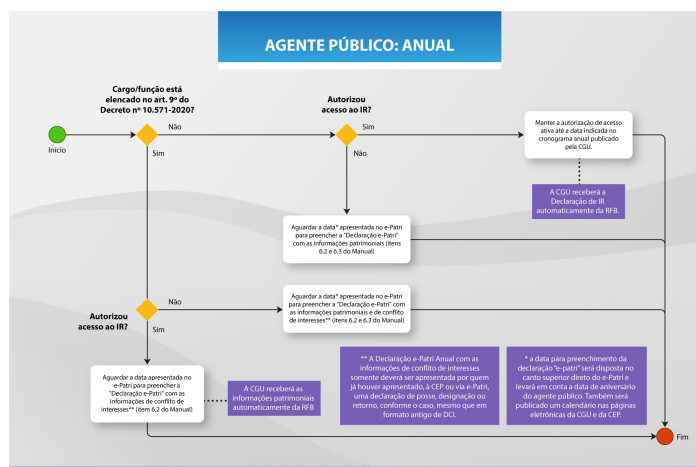 AGENTE PÚBLICO: ANUAL
Cargo/função está
elencado no art. 9º do
Decreto nº 10.571-2020?
Autorizou
acesso ao IR?
Início
Não
Sim
Sim
Não
Manter a autorização de acesso
ativa até a data indicada no
cronograma anual publicado
pela CGU.
A CGU receberá a
Declaração de IR
automaticamente da RFB.
Aguardar a data* apresentada no e-Patri
para preencher a "Declaração e-Patri"
com as informações patrimoniais (itens
6.2 e 6.3 do Manual)
Autorizou
acesso ao IR?
Não
Sim
Aguardar a data* apresentada no e-Patri
para preencher a "Declaração e-Patri" com
as informações patrimoniais e de conflito
de interesses** (itens 6.2 e 6.3 do Manual)
Aguardar a data apresentada no
e-Patri para preencher a
"Declaração e-Patri" com as
informações de conflito de
interesses** (item 6.2 do Manual)
A CGU receberá as
informações patrimoniais
automaticamente da RFB
** A Declaração e-Patri Anual com as
informações de conflito de interesses
somente deverá ser apresentada por quem
já houver apresentado, à CEP ou via e-Patri,
uma declaração de posse, designação ou
retorno, conforme o caso, mesmo que em
formato antigo de DCI.
* a data para preenchimento da
declaração "e-patri" será disposta no
canto superior direto do e-Patri e
levará em conta a data de aniversário
do agente público. Também será
publicado um calendário nas páginas
eletrônicas da CGU e da CEP.
Fim